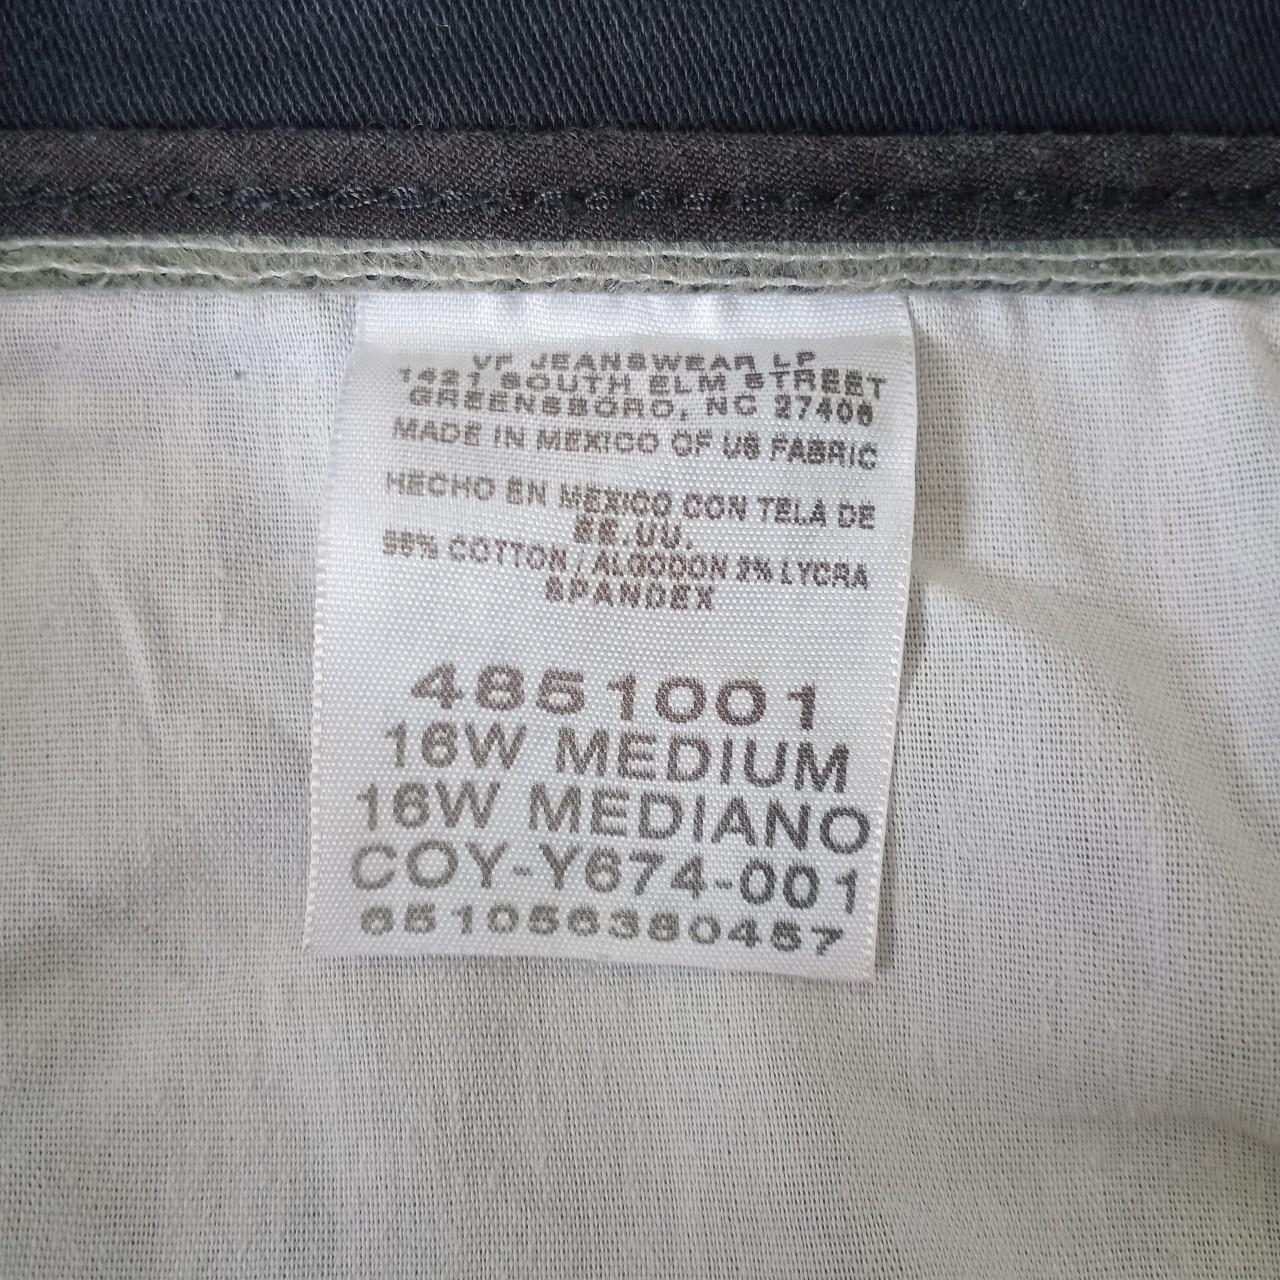 VF JEANSWEAR LP
1421 SOUTH ELM STREET
GREENSBORO, NC 27406
MADE IN MEXICO OF US FABRIC
HECHO EN MEXICO CON TELA DE
EE.UU.
98% COTTON / ALGODON 2% LYCRA
SPANDEX
4851001
16W MEDIUM
16W MEDIANO
COY-Y674-001
651056380457